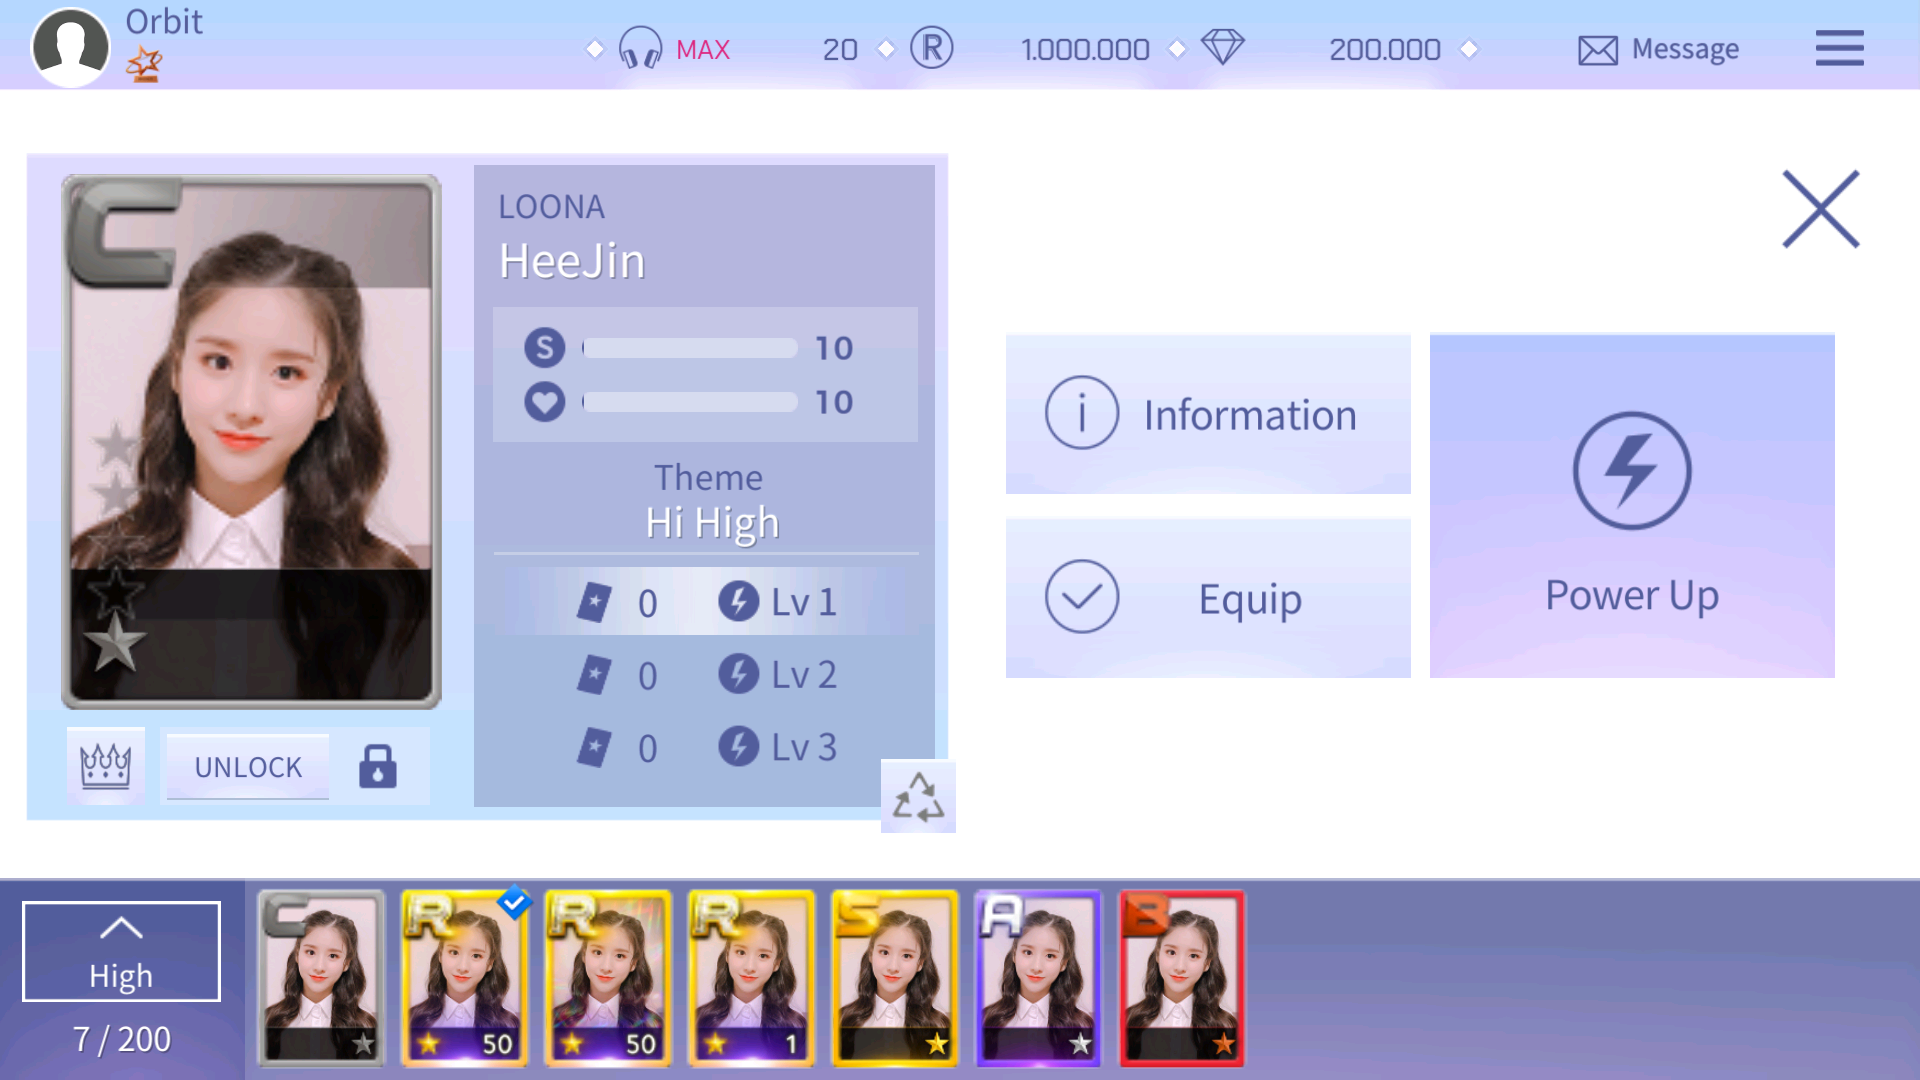 Orbit
MAX
20
R
1.000.000
200.000
Message
C
LOONA
HeeJin
S 10
10
Theme
Hi High
0 Lv 1
0 Lv 2
0 Lv 3
UNLOCK
i Information
Equip
Power Up
High
7 / 200
C
R 50
R 50
R 1
S
A
B